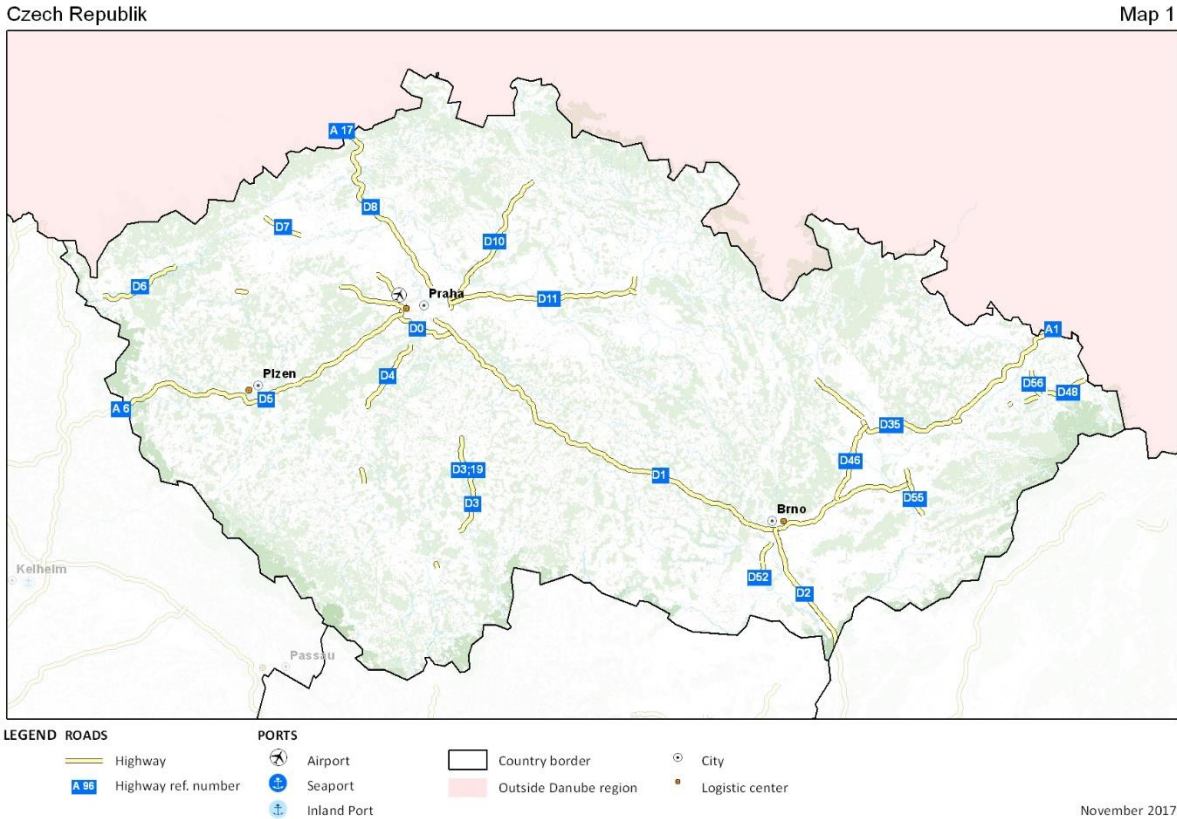 Czech Republik
Map 1
A 17
D8
D7
D10
D6
Praha
D11
D0
A1
Plzen
D4
D56
D48
A 6
D5
D35
D46
D3;19
D1
D55
D3
Brno
Kelheim
D52
D2
Passau
LEGEND ROADS
Highway
A 96 Highway ref. number
PORTS
Airport
Seaport
Inland Port
Country border
Outside Danube region
City
Logistic center
November 2017